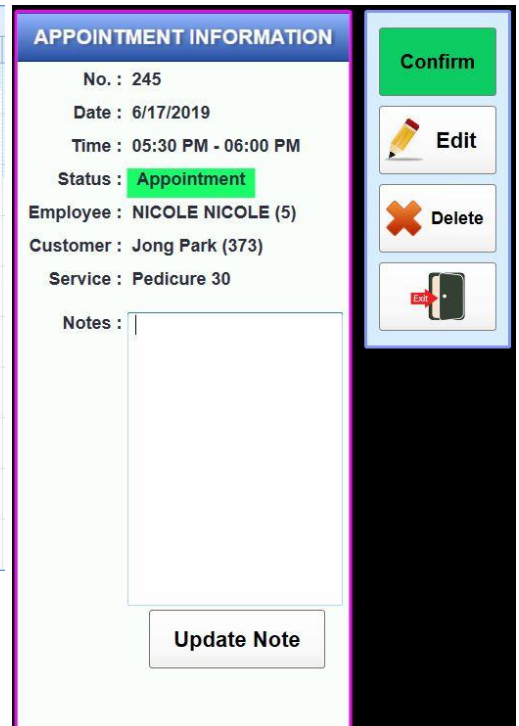 APPOINTMENT INFORMATION
No. : 245
Date : 6/17/2019
Time : 05:30 PM - 06:00 PM
Status : Appointment
Employee : NICOLE NICOLE (5)
Customer : Jong Park (373)
Service : Pedicure 30
Notes :
Update Note
Confirm
Edit
Delete
Exit